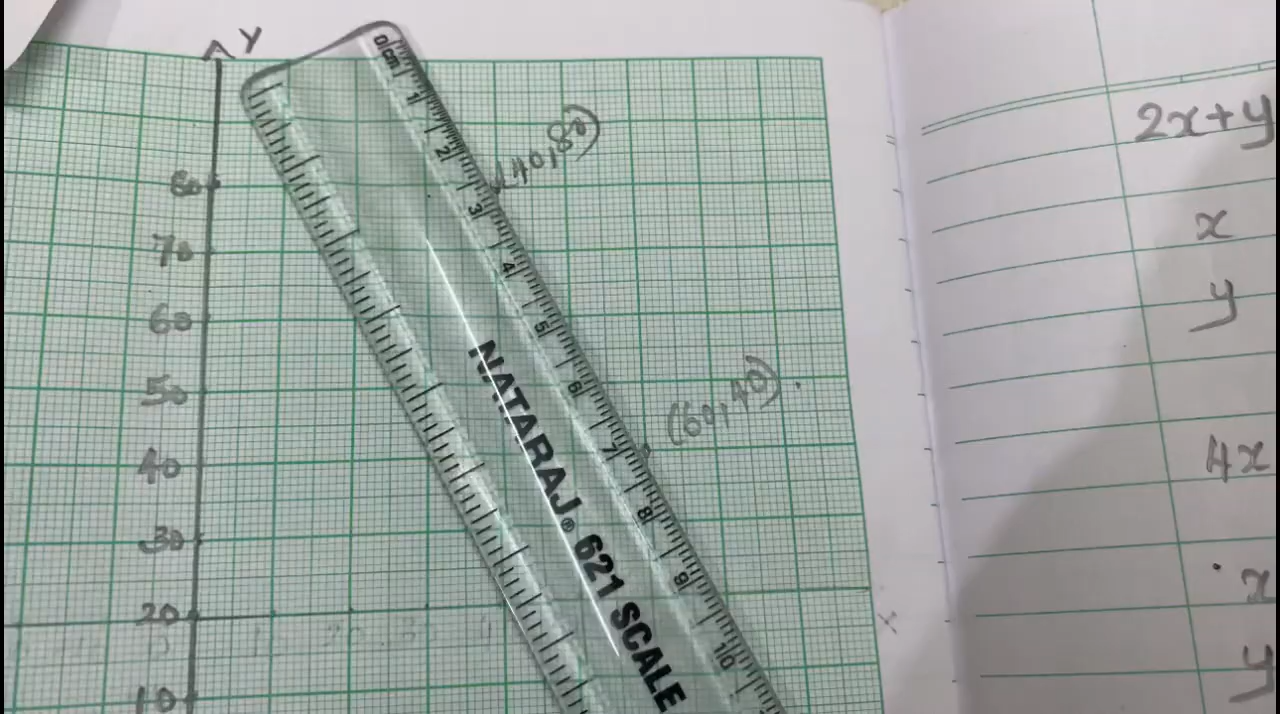 Y
0 cm 1 2 3 4 5 6 7 8 9 10
(40,80)
80
70
60
(60,40)
50
40
30
20
10
NATARAJ® 621 SCALE
2x+y
x
y
4x
x
y